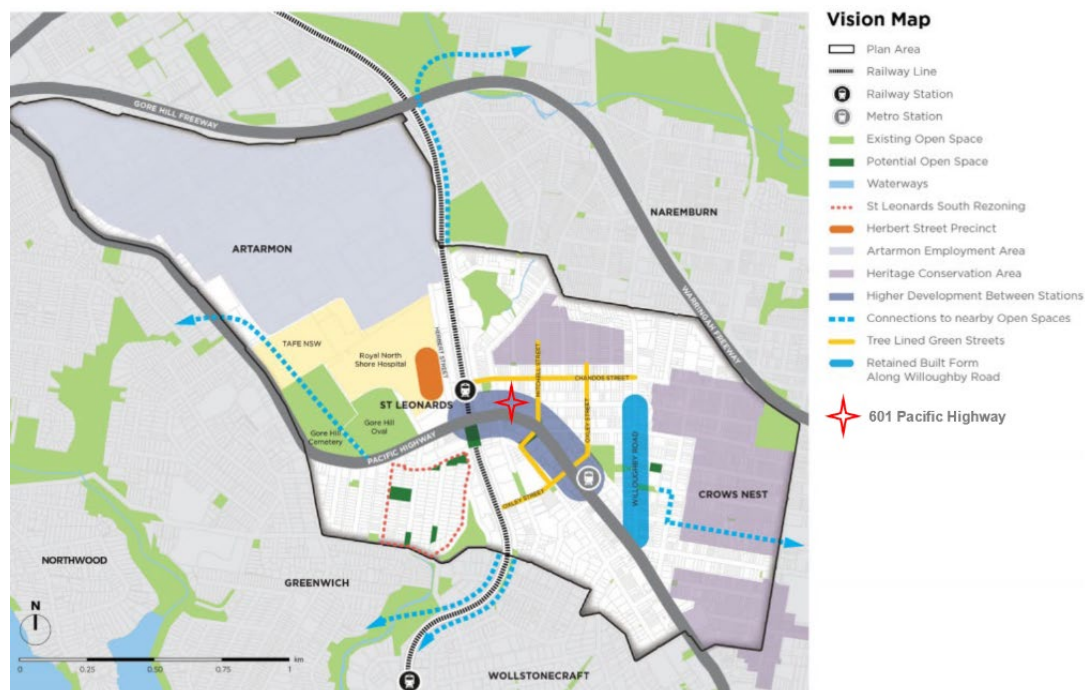 Vision Map
Plan Area
Railway Line
Railway Station
Metro Station
Existing Open Space
Potential Open Space
Waterways
St Leonards South Rezoning
Herbert Street Precinct
Artarmon Employment Area
Heritage Conservation Area
Higher Development Between Stations
Connections to nearby Open Spaces
Tree Lined Green Streets
Retained Built Form
Along Willoughby Road
601 Pacific Highway
GORE HILL FREEWAY
NAREMBURN
ARTARMON
WARRINGAH FREEWAY
TAFE NSW
Royal North
Shore Hospital
HERBERT STREET
MITCHELL STREET
CHANDOS STREET
ST LEONARDS
OXLEY STREET
Gore Hill
Cemetery
Gore Hill
Oval
PACIFIC HIGHWAY
WILLOUGHBY ROAD
OXLEY STREET
CROWS NEST
NORTHWOOD
GREENWICH
WOLLSTONECRAFT
N
0
0.25
0.50
0.75
1
km